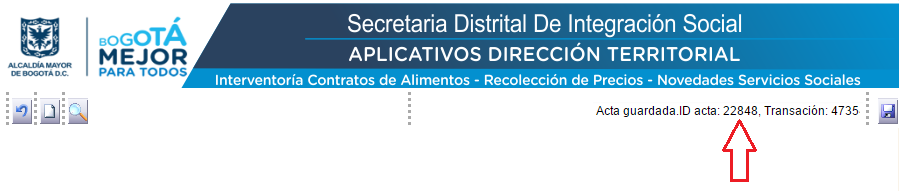 Secretaria Distrital De Integración Social
APLICATIVOS DIRECCIÓN TERRITORIAL
Interventoría Contratos de Alimentos - Recolección de Precios - Novedades Servicios Sociales
ALCALDÍA MAYOR
DE BOGOTÁ D.C.
BOGOTÁ
MEJOR
PARA TODOS
Acta guardada.ID acta: 22848, Transación: 4735